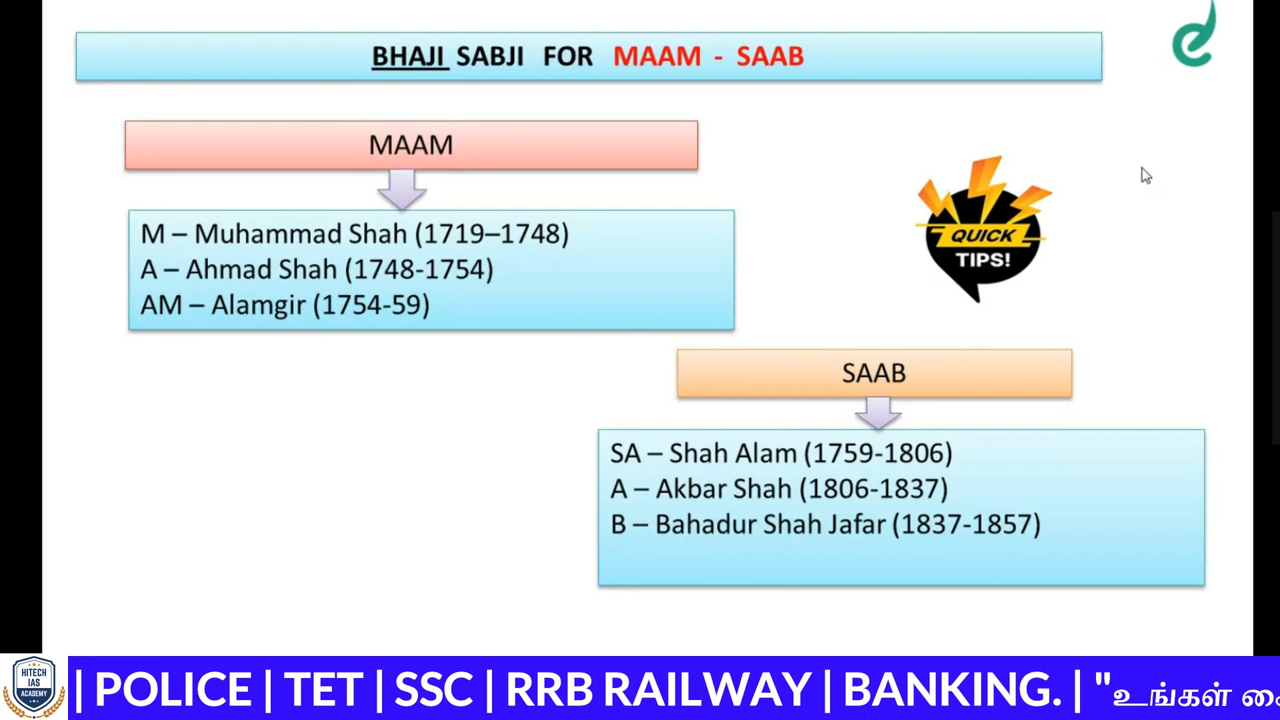 BHAJI SABJI FOR MAAM - SAAB
MAAM
M – Muhammad Shah (1719–1748)
A – Ahmad Shah (1748-1754)
AM – Alamgir (1754-59)
QUICK
TIPS!
SAAB
SA – Shah Alam (1759-1806)
A – Akbar Shah (1806-1837)
B – Bahadur Shah Jafar (1837-1857)
HITECH
IAS
ACADEMY
| POLICE | TET | SSC | RRB RAILWAY | BANKING. | "உங்கள்